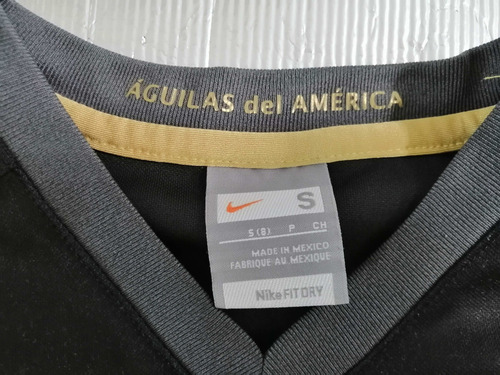 ÁGUILAS del AMÉRICA
S
S (8) P CH
MADE IN MEXICO
FABRIQUE AU MEXIQUE
Nike FIT DRY